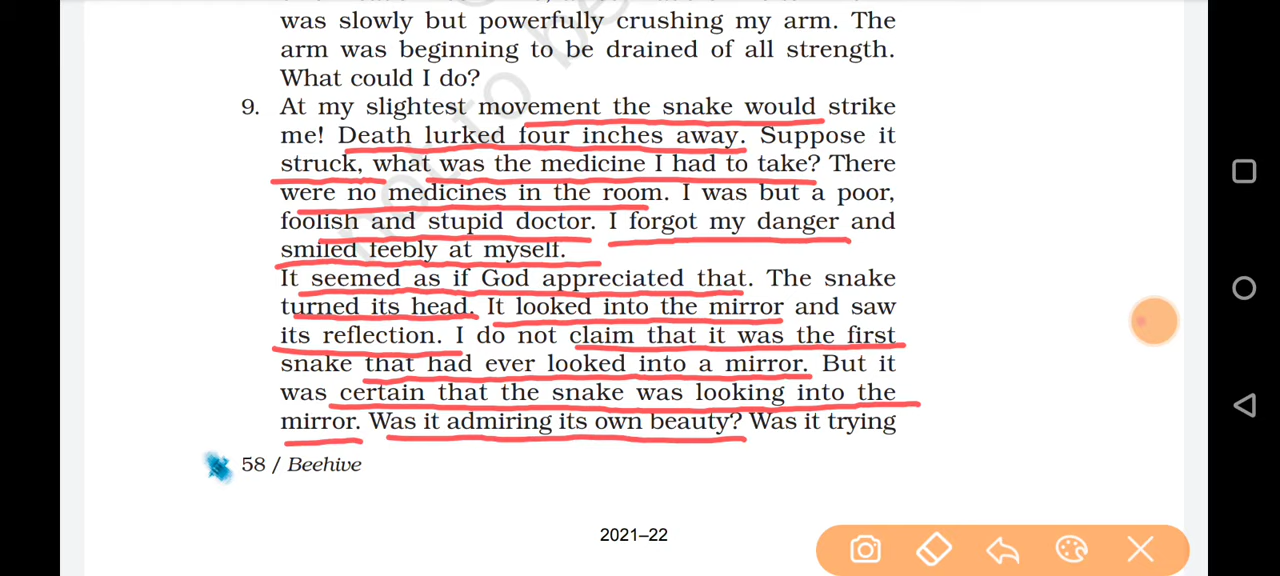 was slowly but powerfully crushing my arm. The
arm was beginning to be drained of all strength.
What could I do?
9. At my slightest movement the snake would strike
me! Death lurked four inches away. Suppose it
struck, what was the medicine I had to take? There
were no medicines in the room. I was but a poor,
foolish and stupid doctor. I forgot my danger and
smiled feebly at myself.
It seemed as if God appreciated that. The snake
turned its head. It looked into the mirror and saw
its reflection. I do not claim that it was the first
snake that had ever looked into a mirror. But it
was certain that the snake was looking into the
mirror. Was it admiring its own beauty? Was it trying
58 / Beehive
2021–22